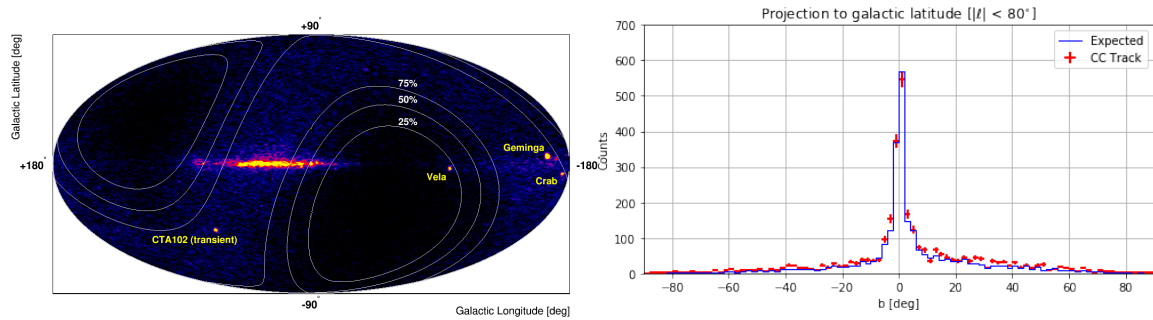 +90°
Galactic Latitude [deg]
75%
50%
25%
+180°
-180°
Geminga
Vela
Crab
CTA102 (transient)
-90°
Galactic Longitude [deg]
Projection to galactic latitude [|ℓ| < 80°]
Expected
CC Track
Counts
700
600
500
400
300
200
100
0
−80 −60 −40 −20 0 20 40 60 80
b [deg]